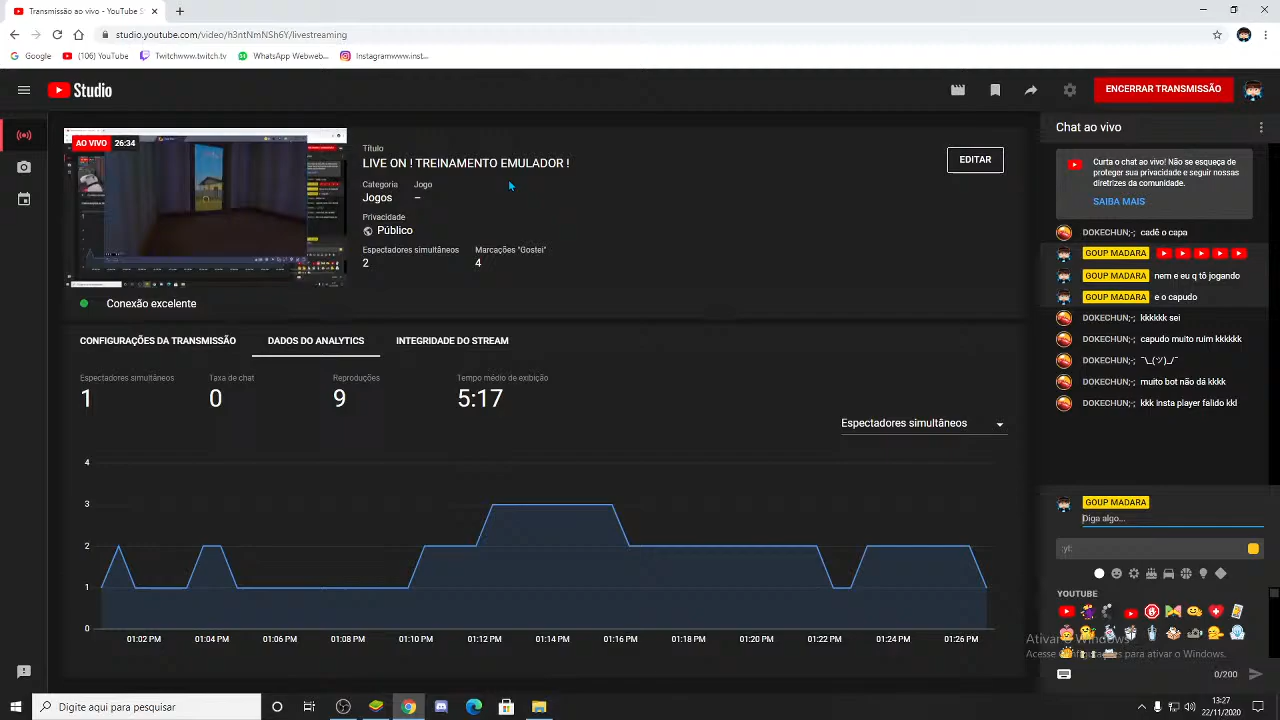 Transmissão ao vivo - YouTube S
studio.youtube.com/video/h3ntNmNSh6Y/livestreaming
Google
(106) YouTube
Twitchwww.twitch.tv
WhatsApp Webweb...
Instagramwww.inst...
Studio
ENCERRAR TRANSMISSÃO
AO VIVO 26:34
Título
LIVE ON ! TREINAMENTO EMULADOR !
EDITAR
Categoria Jogo
Jogos –
Privacidade
Público
Espectadores simultâneos Marcações "Gostei"
2 4
Conexão excelente
CONFIGURAÇÕES DA TRANSMISSÃO DADOS DO ANALYTICS INTEGRIDADE DO STREAM
Espectadores simultâneos Taxa de chat Reproduções Tempo médio de exibição
1 0 9 5:17
Espectadores simultâneos
4
3
2
1
0
01:02 PM 01:04 PM 01:06 PM 01:08 PM 01:10 PM 01:12 PM 01:14 PM 01:16 PM 01:18 PM 01:20 PM 01:22 PM 01:24 PM 01:26 PM
Chat ao vivo
Curta o chat ao vivo! Não se esqueça de
proteger sua privacidade e seguir nossas
diretrizes da comunidade.
SAIBA MAIS
DOKECHUN;-; cadê o capa
GOUP MADARA
GOUP MADARA nem e eu q tô jogando
GOUP MADARA e o capudo
DOKECHUN;-; kkkkkk sei
DOKECHUN;-; capudo muito ruím kkkkkk
DOKECHUN;-; ¯\_(ツ)_/¯
DOKECHUN;-; muito bot não dá kkkk
DOKECHUN;-; kkk insta player falido kkl
GOUP MADARA
Diga algo...
:yt:
YOUTUBE
Ativar o Windows
Acesse Configurações para ativar o Windows.
0/200
Digite aqui para pesquisar
13:27
22/11/2020